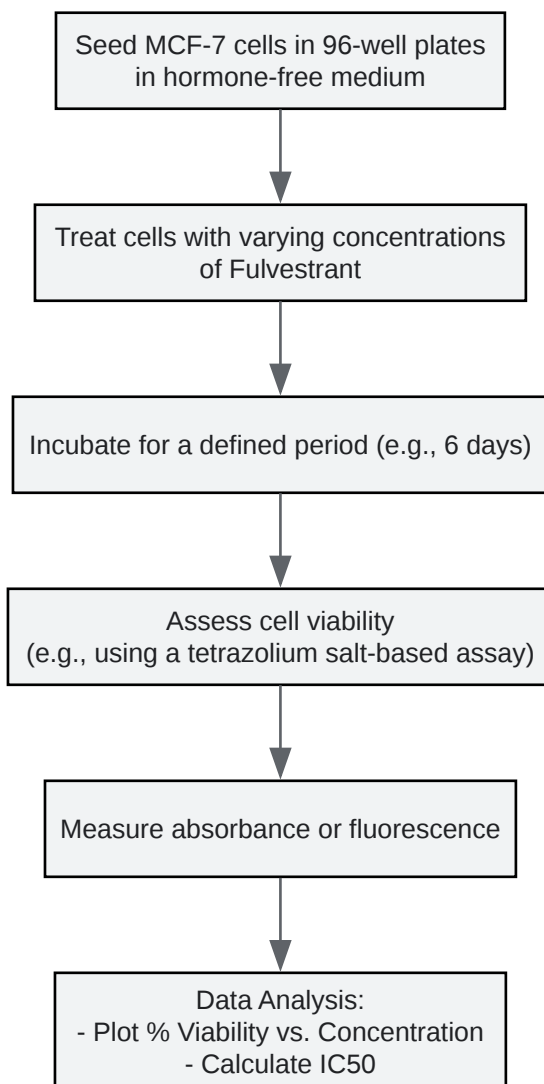 Seed MCF-7 cells in 96-well plates
in hormone-free medium
Treat cells with varying concentrations
of Fulvestrant
Incubate for a defined period (e.g., 6 days)
Assess cell viability
(e.g., using a tetrazolium salt-based assay)
Measure absorbance or fluorescence
Data Analysis:
- Plot % Viability vs. Concentration
- Calculate IC50